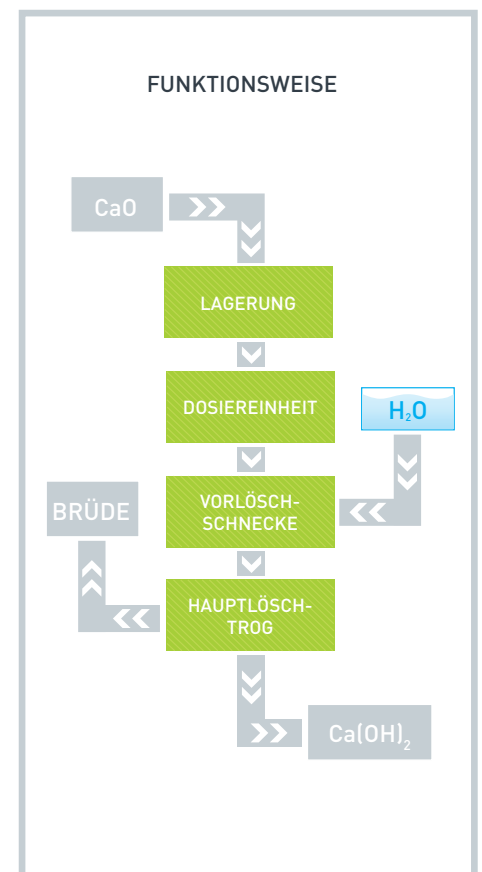 FUNKTIONSWEISE
CaO
LAGERUNG
DOSIEREINHEIT
H₂O
VORLÖSCH-
SCHNECKE
BRÜDE
HAUPTLÖSCH-
TROG
Ca(OH)₂